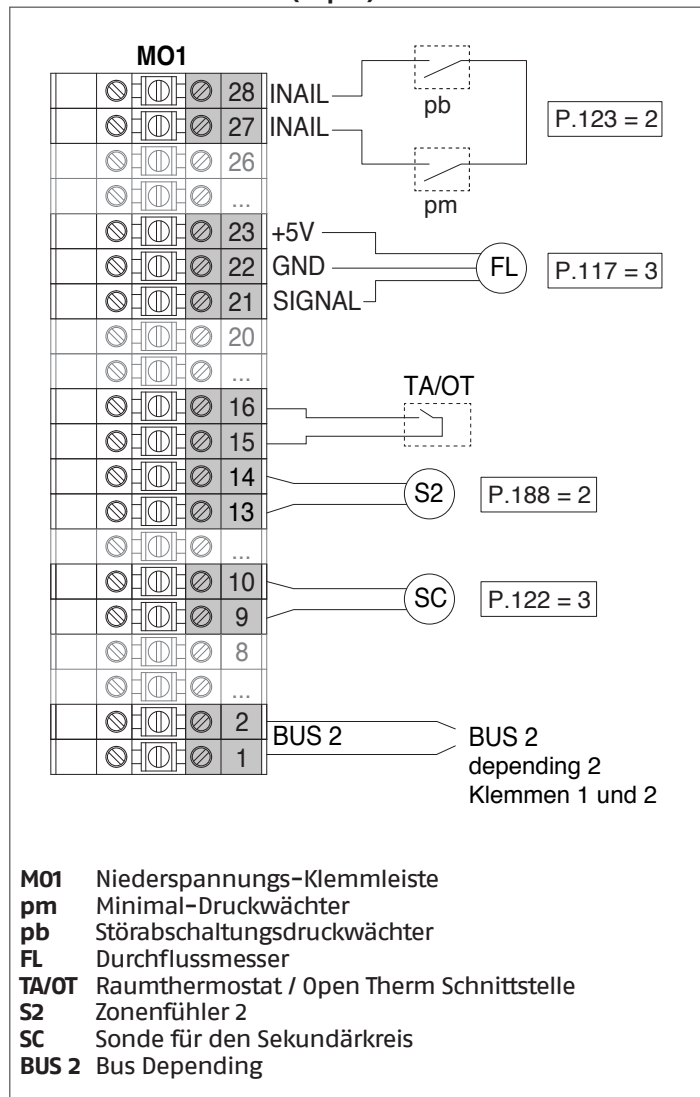 MO1
28 INAIL
pb
P.123 = 2
27 INAIL
26
pm
...
23 +5V
22 GND
FL
P.117 = 3
21 SIGNAL
20
...
TA/OT
16
15
14
S2
P.188 = 2
13
...
10
SC
P.122 = 3
9
8
...
2
BUS 2
BUS 2
1
depending 2
Klemmen 1 und 2
MO1 Niederspannungs-Klemmleiste
pm Minimal-Druckwächter
pb Störabschaltungsdruckwächter
FL Durchflussmesser
TA/OT Raumthermostat / Open Therm Schnittstelle
S2 Zonenfühler 2
SC Sonde für den Sekundärkreis
BUS 2 Bus Depending